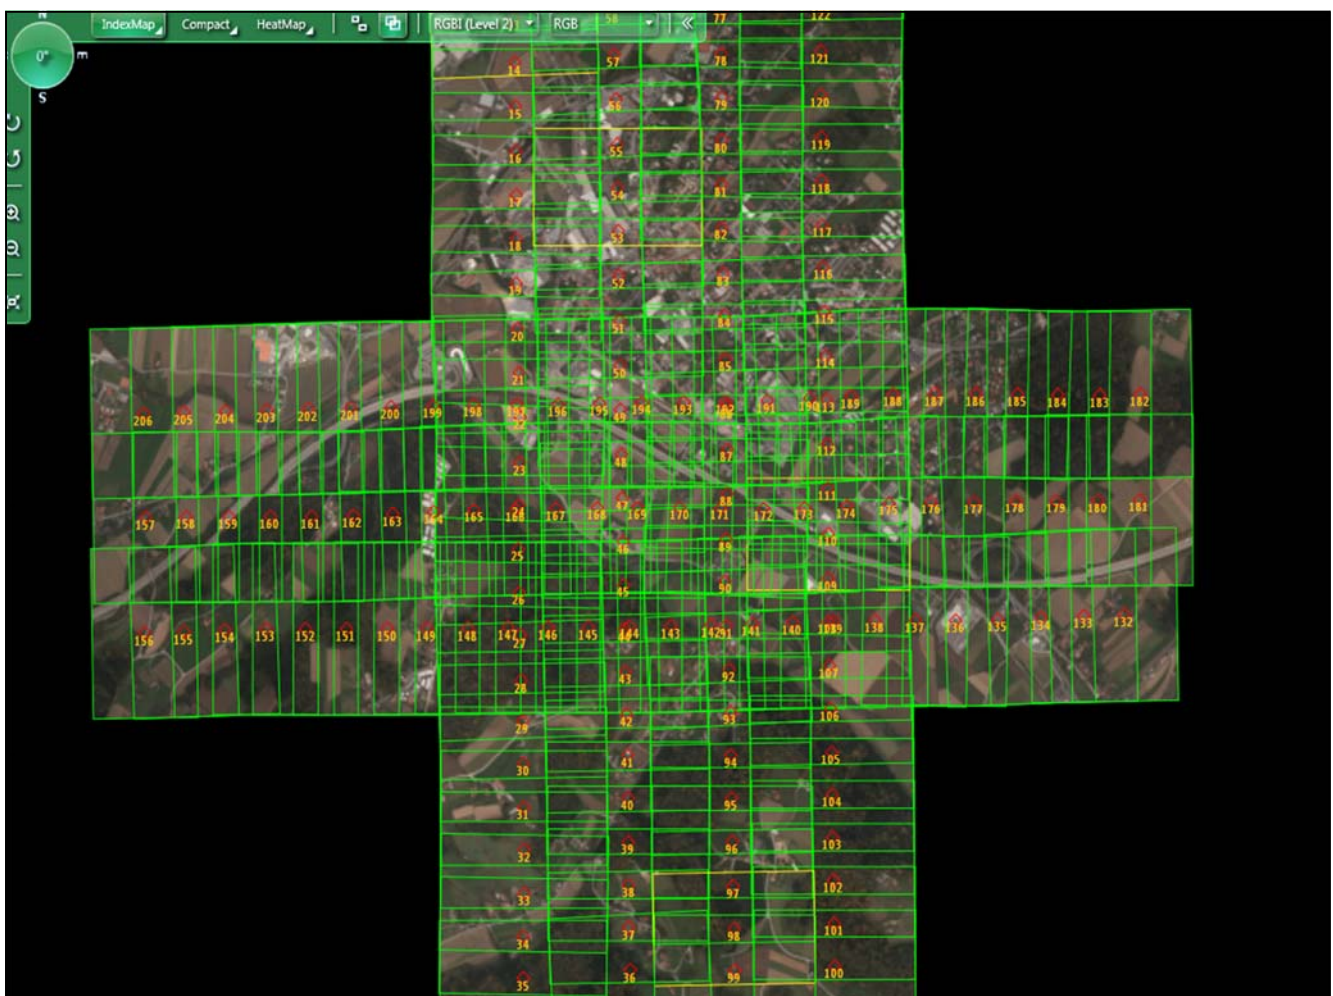 N
IndexMap Compact HeatMap RGBI (Level 2) RGB «
0° E
S
58 77 122
14 57 78 121
15 56 79 120
16 55 80 119
17 54 81 118
18 53 82 117
19 52 83 116
20 51 84 115
21 50 85 114
206 205 204 203 202 201 200 199 198 197 196 195 194 193 192 191 190 113 189 188 187 186 185 184 183 182
22 49
23 48 87 112
24 47 88 111
157 158 159 160 161 162 163 164 165 166 167 168 169 170 171 172 173 174 175 176 177 178 179 180 181
25 46 89 110
26 45 90 109
156 155 154 153 152 151 150 149 148 147 146 145 144 143 142 91 141 140 139 138 137 136 135 134 133 132
27
28 43 92 107
29 42 93 106
30 41 94 105
31 40 95 104
32 39 96 103
33 38 97 102
34 37 98 101
35 36 99 100